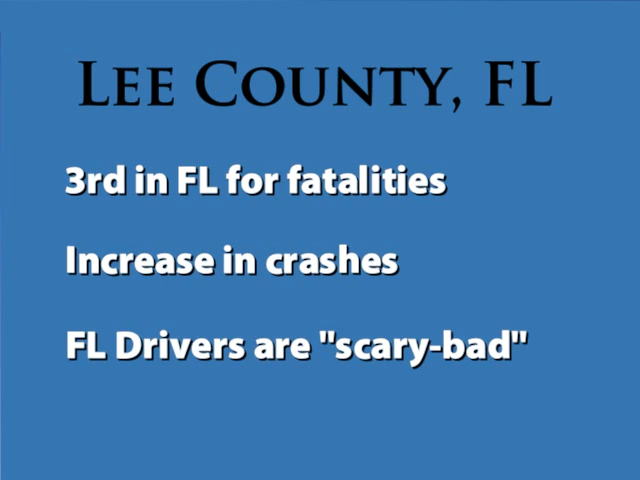 LEE COUNTY, FL
3rd in FL for fatalities
Increase in crashes
FL Drivers are "scary-bad"